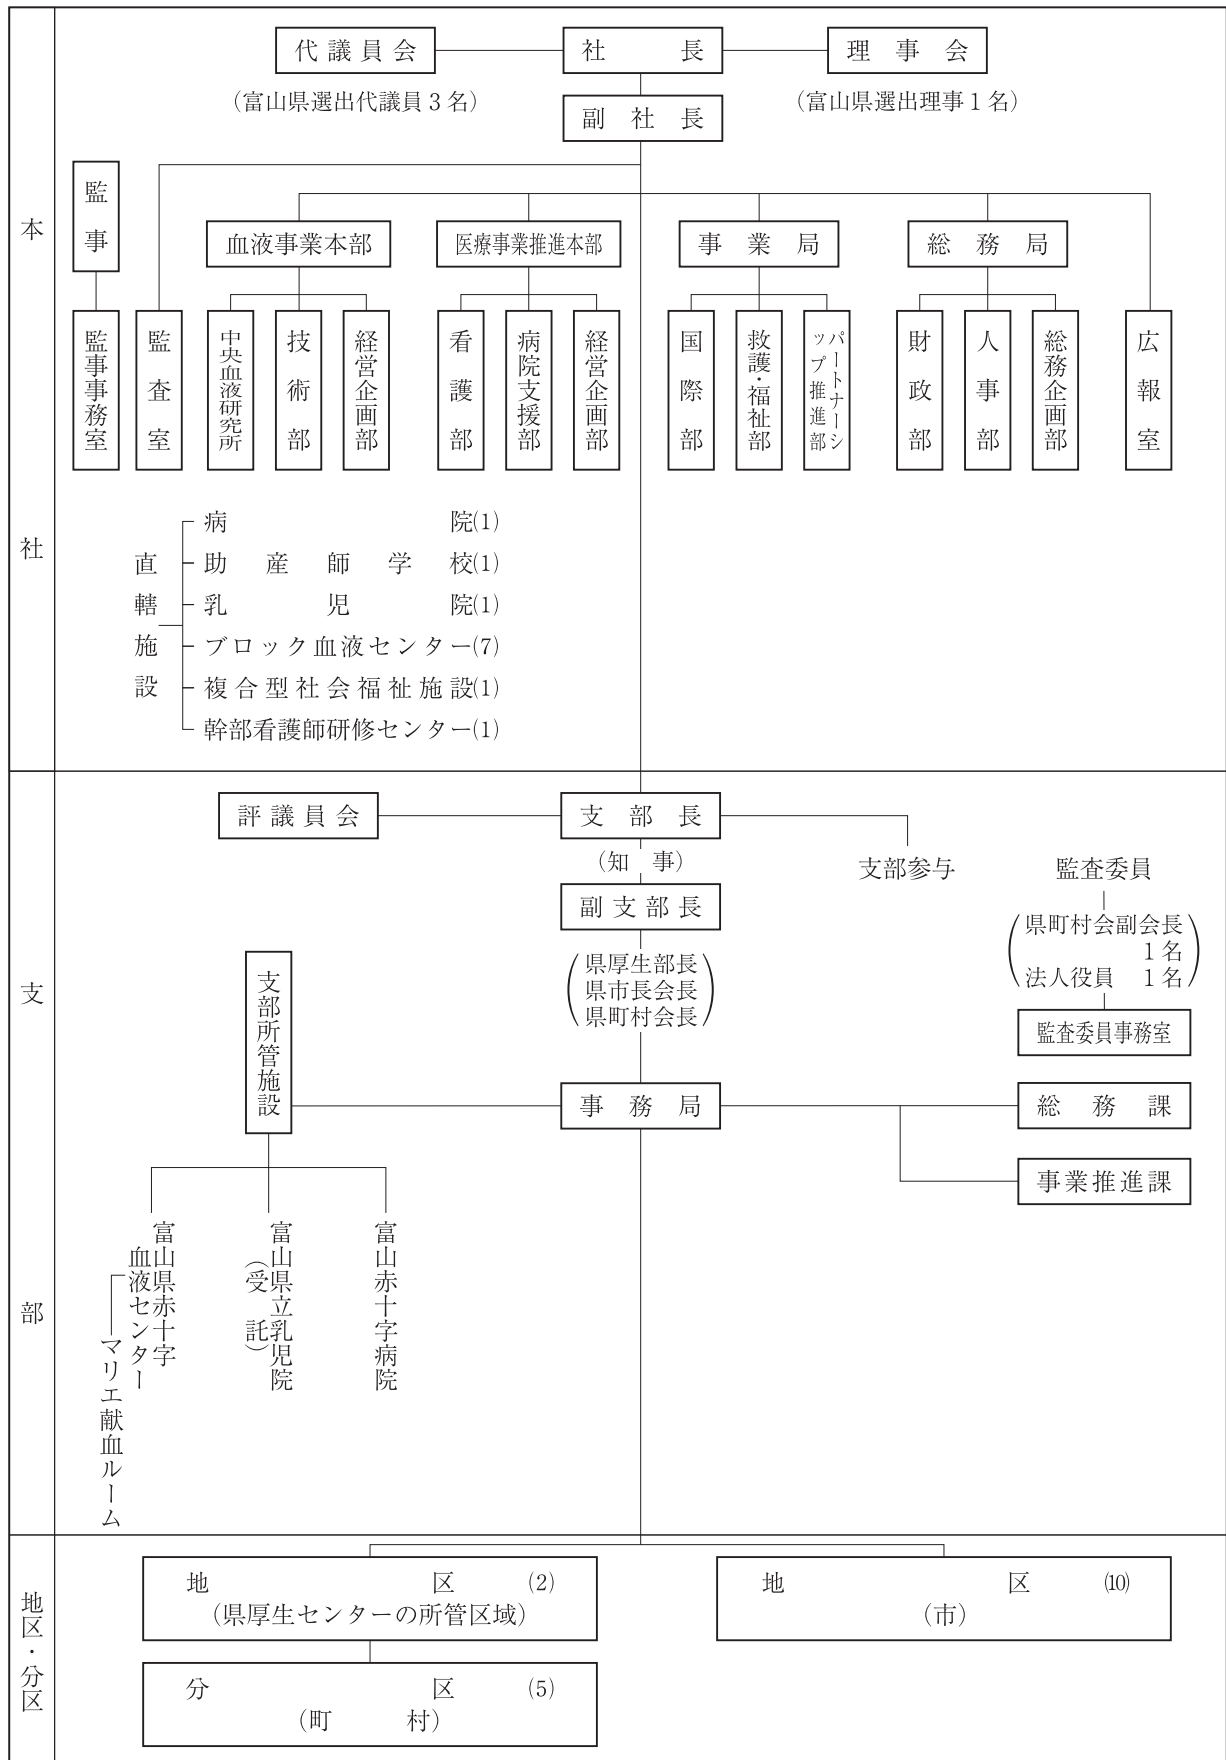 本社
代議員会
社長
理事会
（富山県選出代議員3名）
（富山県選出理事1名）
副社長
監事
血液事業本部
医療事業推進本部
事業局
総務局
監事事務室
監査室
中央血液研究所
技術部
経営企画部
看護部
病院支援部
経営企画部
国際部
救護・福祉部
パートナーシ
ップ推進部
財政部
人事部
総務企画部
広報室
直轄施設
病院(1)
助産師学校(1)
乳児院(1)
ブロック血液センター(7)
複合型社会福祉施設(1)
幹部看護師研修センター(1)
支部
評議員会
支部長
（知事）
支部参与
監査委員
副支部長
県町村会副会長
1名
法人役員 1名
県厚生部長
県市長会長
県町村会長
監査委員事務室
支部所管施設
事務局
総務課
事業推進課
富山県赤十字
血液センター
マリエ献血ルーム
富山県立乳児院
（受託）
富山赤十字病院
地区・分区
地区 (2)
（県厚生センターの所管区域）
地区 (10)
（市）
分区 (5)
（町村）